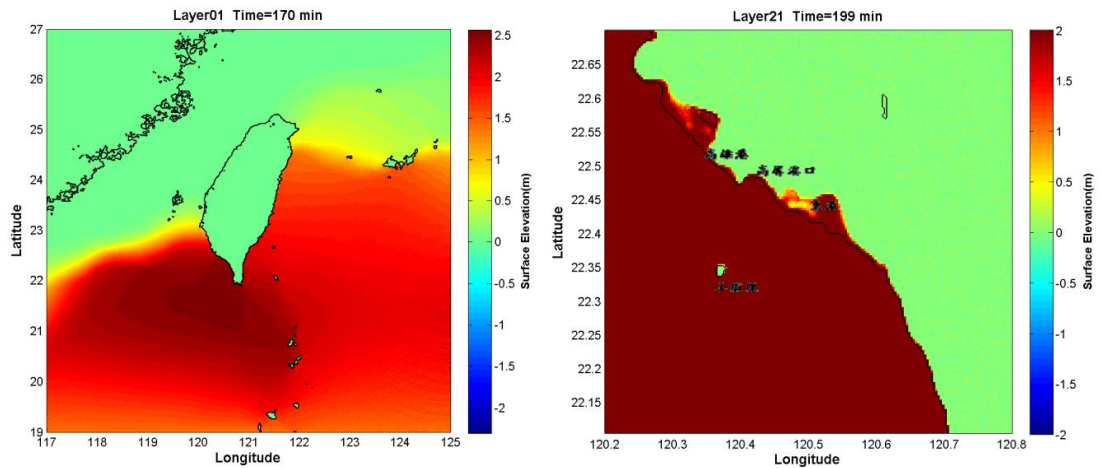 Layer01 Time=170 min
27
26
25
24
23
22
21
20
19
Latitude
117 118 119 120 121 122 123 124 125
Longitude
2.5
2
1.5
1
0.5
0
-0.5
-1
-1.5
-2
Surface Elevation(m)
Layer21 Time=199 min
22.65
22.6
22.55
22.5
22.45
22.4
22.35
22.3
22.25
22.2
22.15
Latitude
高雄港
高屏溪口
東港
小琉球
120.2 120.3 120.4 120.5 120.6 120.7 120.8
Longitude
2
1.5
1
0.5
0
-0.5
-1
-1.5
-2
Surface Elevation(m)